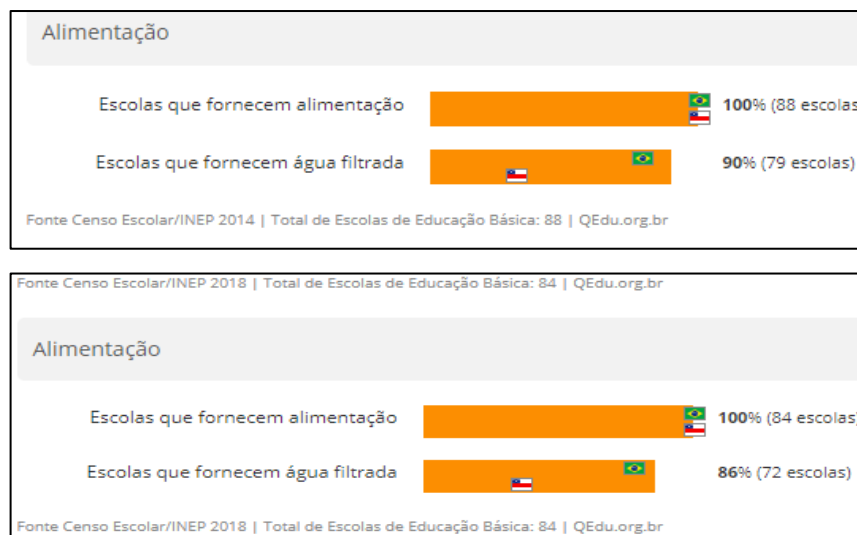 Alimentação
Escolas que fornecem alimentação 100% (88 escolas
Escolas que fornecem água filtrada 90% (79 escolas)
Fonte Censo Escolar/INEP 2014 | Total de Escolas de Educação Básica: 88 | QEdu.org.br
Fonte Censo Escolar/INEP 2018 | Total de Escolas de Educação Básica: 84 | QEdu.org.br
Alimentação
Escolas que fornecem alimentação 100% (84 escolas)
Escolas que fornecem água filtrada 86% (72 escolas)
Fonte Censo Escolar/INEP 2018 | Total de Escolas de Educação Básica: 84 | QEdu.org.br